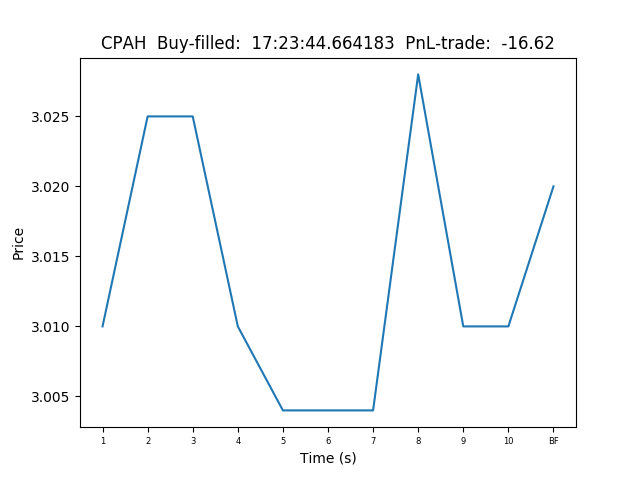 CPAH  Buy-filled:  17:23:44.664183  PnL-trade:  -16.62
Price
3.025
3.020
3.015
3.010
3.005
1 2 3 4 5 6 7 8 9 10 BF
Time (s)